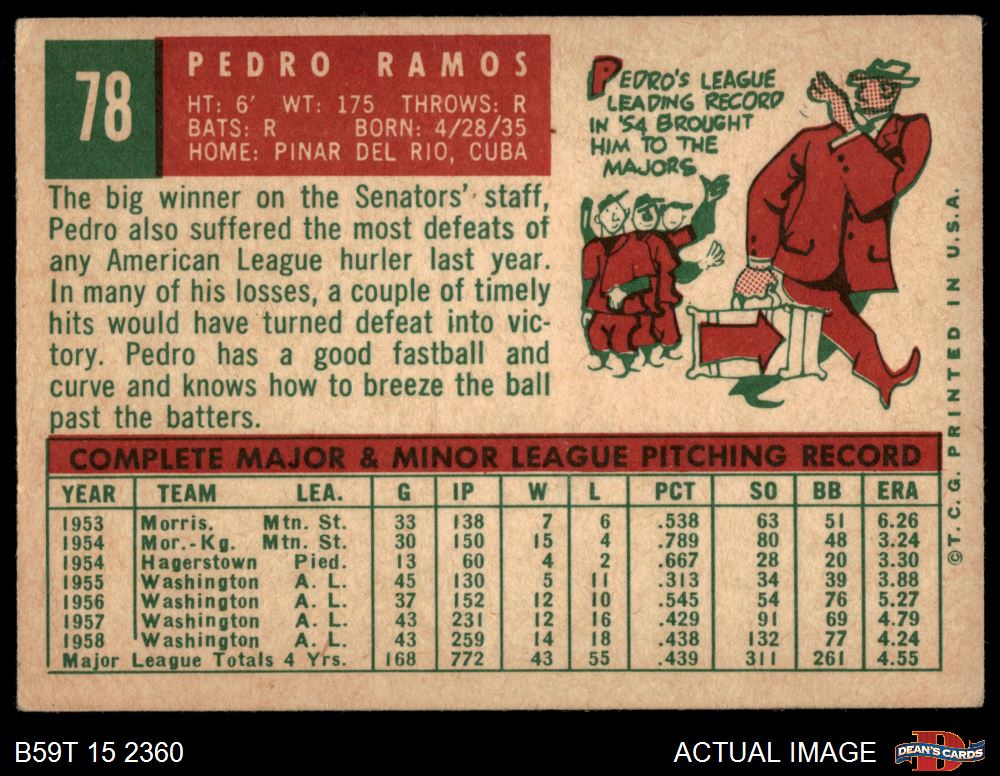 78
PEDRO RAMOS
HT: 6' WT: 175 THROWS: R
BATS: R BORN: 4/28/35
HOME: PINAR DEL RIO, CUBA
PEDRO'S LEAGUE
LEADING RECORD
IN '54 BROUGHT
HIM TO THE
MAJORS
The big winner on the Senators' staff,
Pedro also suffered the most defeats of
any American League hurler last year.
In many of his losses, a couple of timely
hits would have turned defeat into vic-
tory. Pedro has a good fastball and
curve and knows how to breeze the ball
past the batters.
COMPLETE MAJOR & MINOR LEAGUE PITCHING RECORD
YEAR TEAM LEA. G IP W L PCT SO BB ERA
1953 Morris. Mtn. St. 33 138 7 6 .538 63 51 6.26
1954 Mor.-Kg. Mtn. St. 30 150 15 4 .789 80 48 3.24
1954 Hagerstown Pied. 13 60 4 2 .667 28 20 3.30
1955 Washington A. L. 45 130 5 11 .313 34 39 3.88
1956 Washington A. L. 37 152 12 10 .545 54 76 5.27
1957 Washington A. L. 43 231 12 16 .429 91 69 4.79
1958 Washington A. L. 43 259 14 18 .438 132 77 4.24
Major League Totals 4 Yrs. 168 772 43 55 .439 311 261 4.55
©T.C.G. PRINTED IN U.S.A.
B59T 15 2360
ACTUAL IMAGE
DEAN'S CARDS